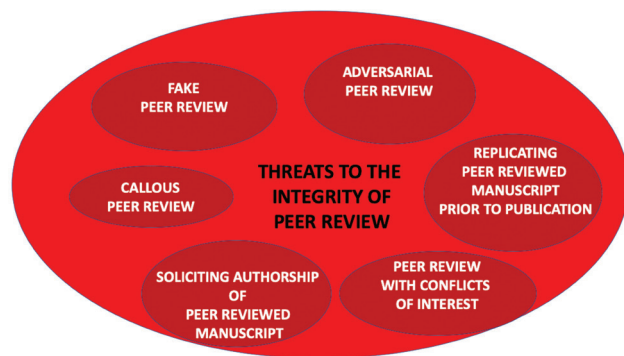 FAKE
PEER REVIEW
ADVERSARIAL
PEER REVIEW
CALLOUS
PEER REVIEW
THREATS TO THE
INTEGRITY OF
PEER REVIEW
REPLICATING
PEER REVIEWED
MANUSCRIPT
PRIOR TO PUBLICATION
SOLICITING AUTHORSHIP
OF
PEER REVIEWED
MANUSCRIPT
PEER REVIEW
WITH CONFLICTS
OF INTEREST